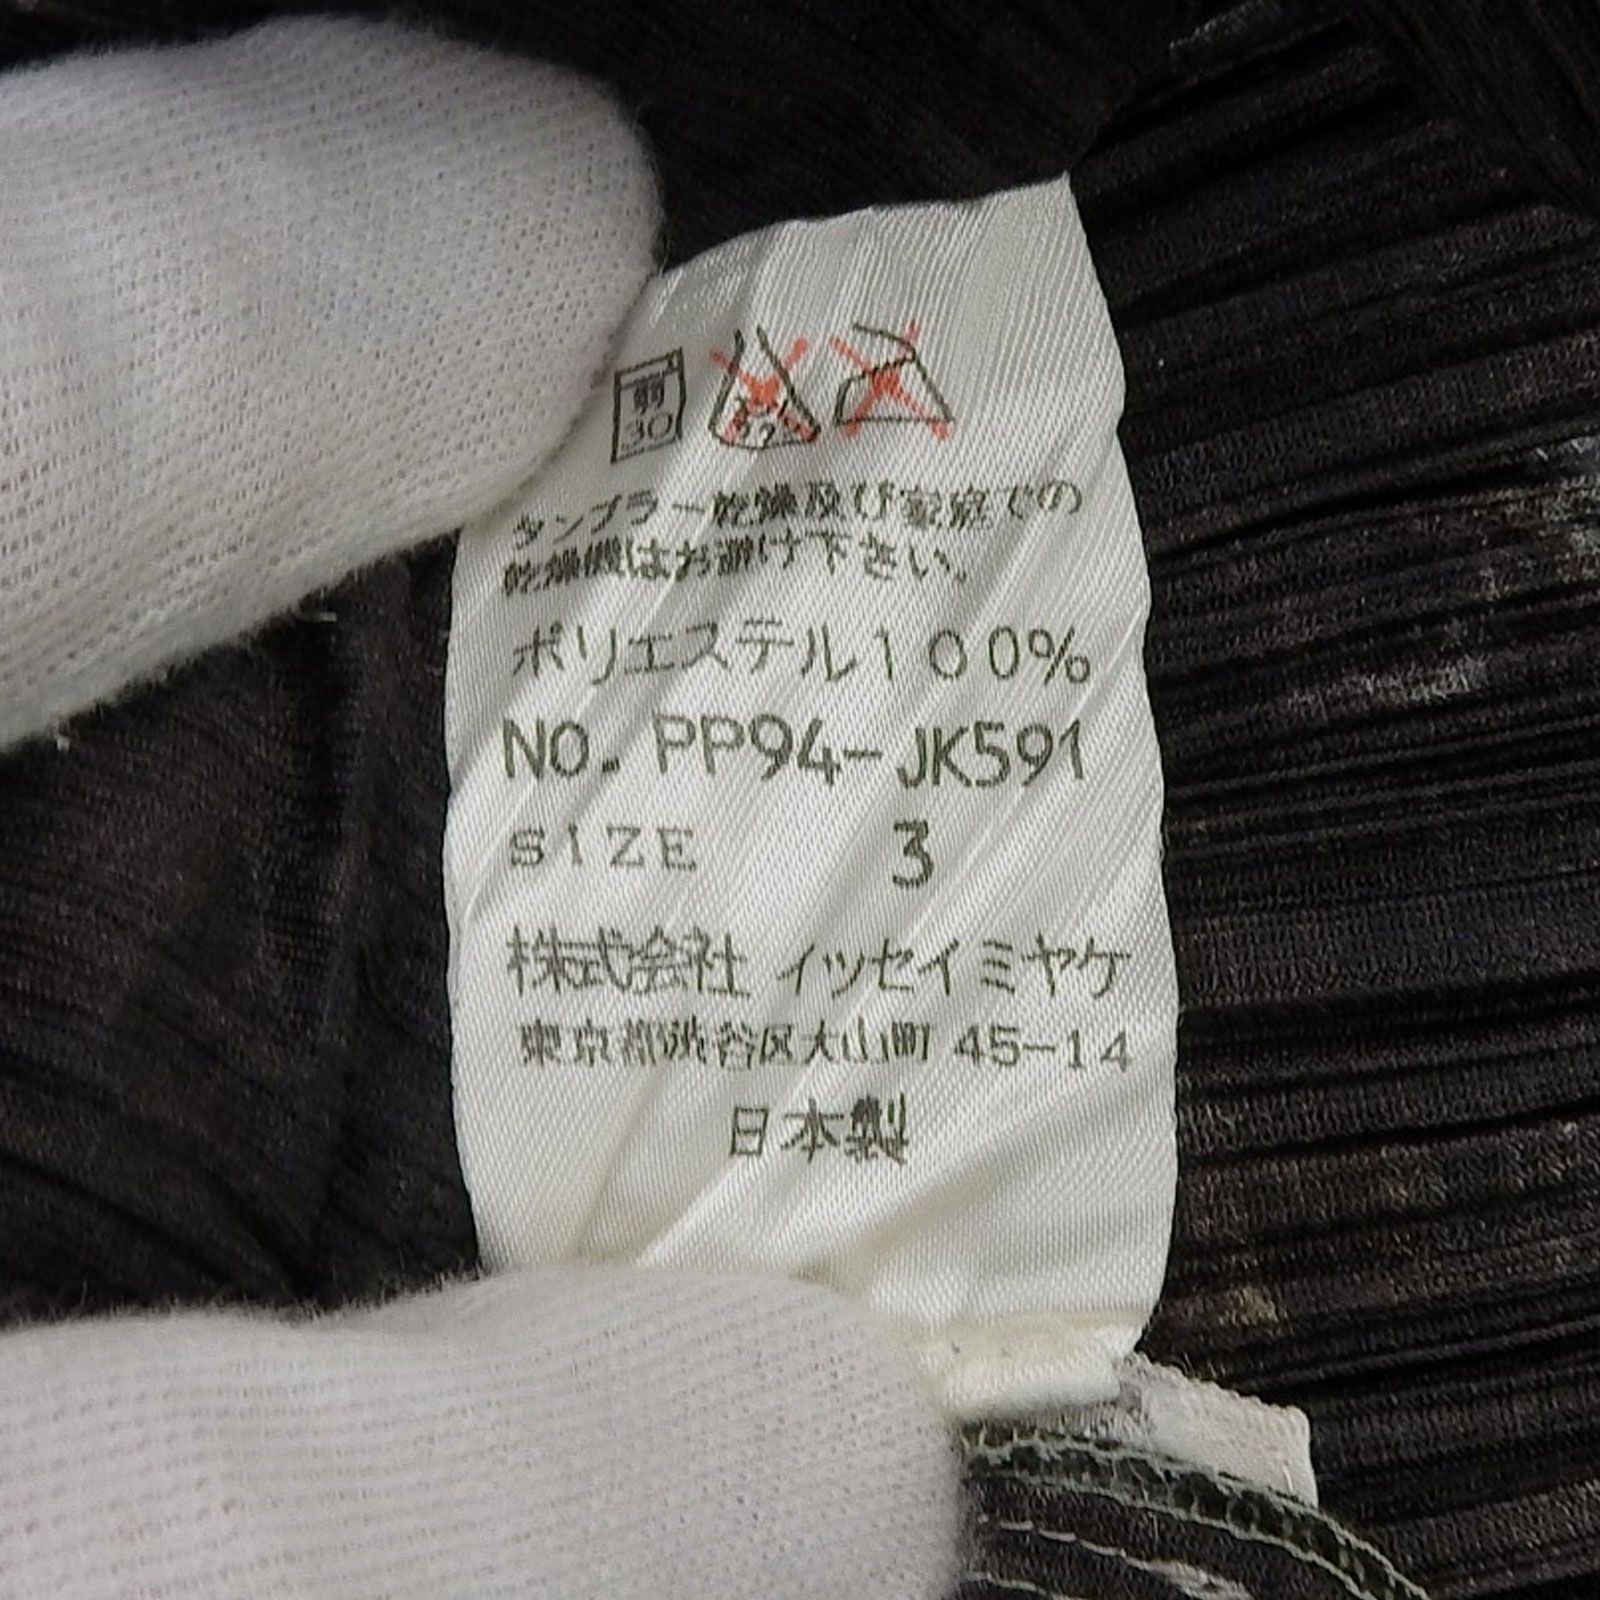 弱
30
タンブラー乾燥及び家庭での
乾燥機はお避け下さい。
ポリエステル100%
NO. PP94-JK591
SIZE 3
株式会社 イッセイミヤケ
東京都渋谷区大山町 45-14
日本製